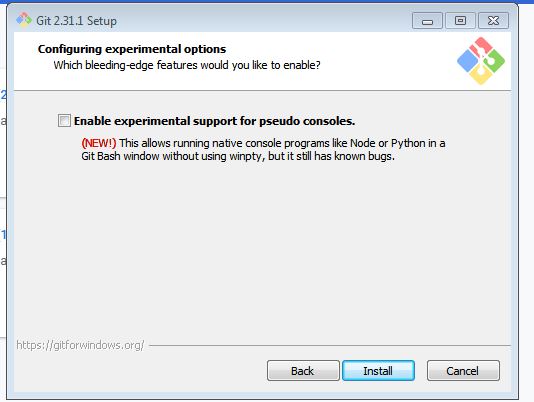 Git 2.31.1 Setup
Configuring experimental options
Which bleeding-edge features would you like to enable?
Enable experimental support for pseudo consoles.
(NEW!) This allows running native console programs like Node or Python in a
Git Bash window without using winpty, but it still has known bugs.
https://gitforwindows.org/
Back Install Cancel